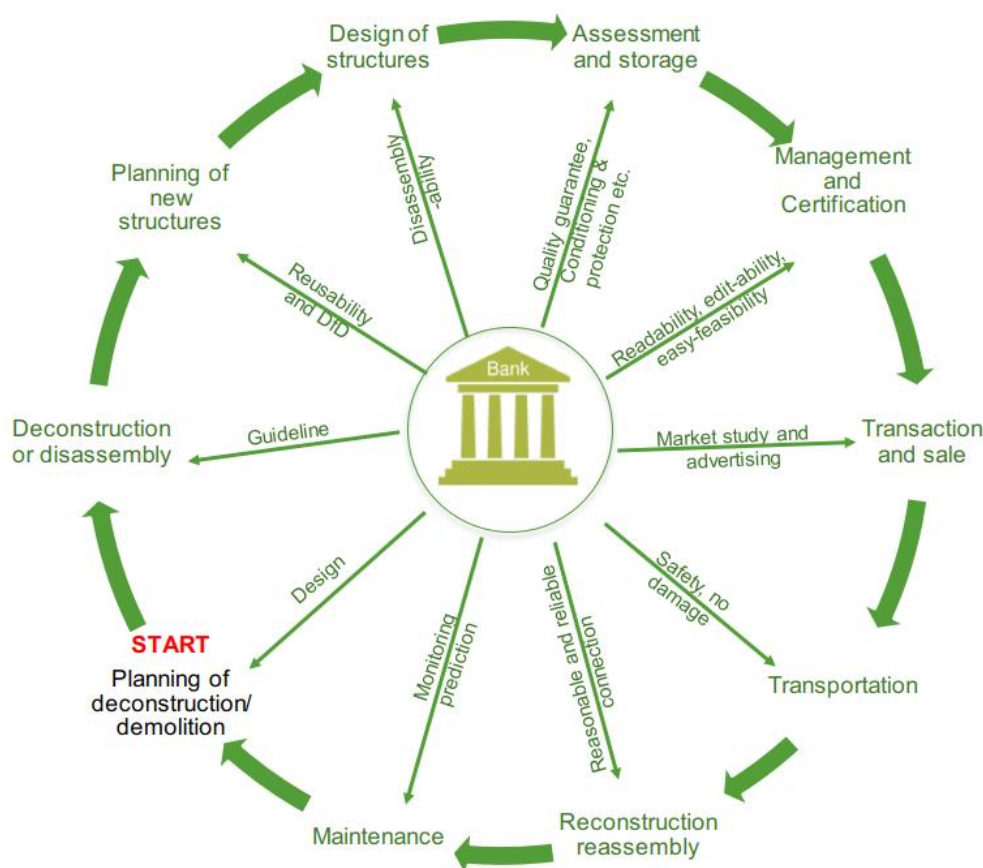 Design of
structures
Assessment
and storage
Management
and
Certification
Transaction
and sale
Transportation
Reconstruction
reassembly
Maintenance
START
Planning of
deconstruction/
demolition
Deconstruction
or disassembly
Planning of
new
structures
Disassembly
-ability
Quality guarantee,
Conditioning &
protection etc.
Readability, edit-ability,
easy-feasibility
Market study and
advertising
Safety, no
damage
Reasonable and reliable
connection
Monitoring
prediction
Design
Guideline
Reusability
and DfD
Bank